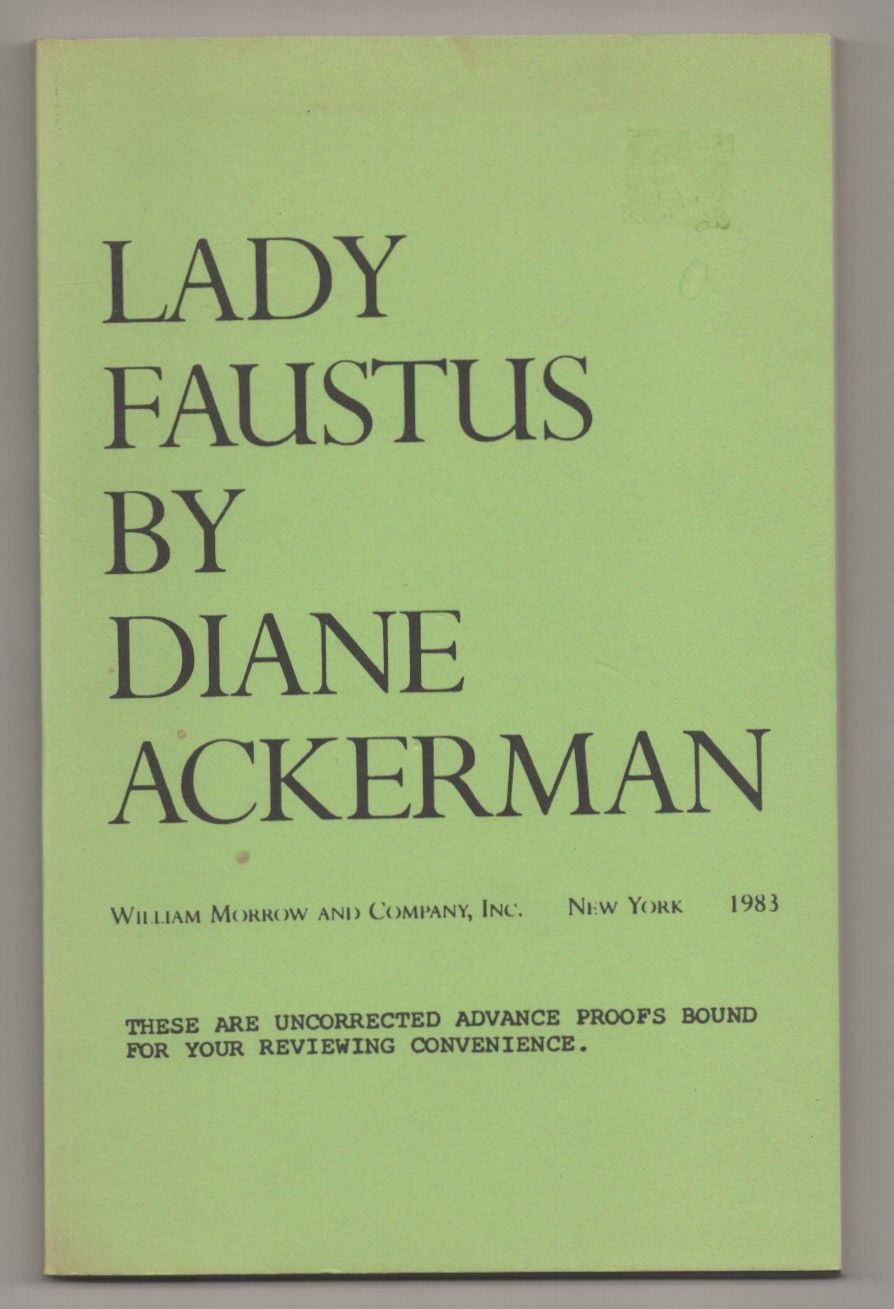 LADY
FAUSTUS
BY
DIANE
ACKERMAN
WILLIAM MORROW AND COMPANY, INC. NEW YORK 1983
THESE ARE UNCORRECTED ADVANCE PROOFS BOUND
FOR YOUR REVIEWING CONVENIENCE.